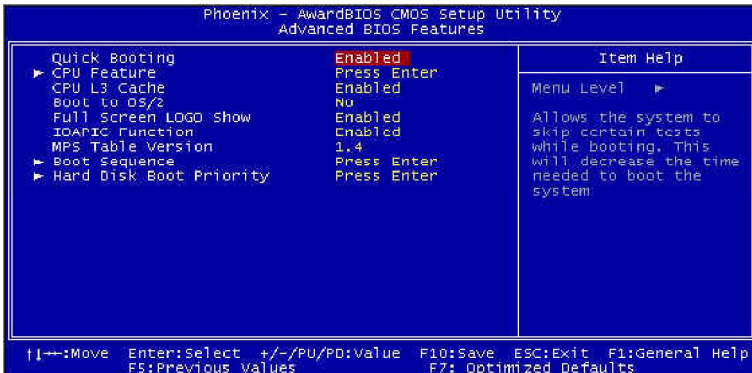 Phoenix - AwardBIOS CMOS Setup Utility
Advanced BIOS Features
Quick Booting Enabled
► CPU Feature Press Enter
CPU L3 Cache Enabled
Boot to OS/2 No
Full Screen LOGO Show Enabled
IOAPIC Function Enabled
MPS Table Version 1.4
► Boot Sequence Press Enter
► Hard Disk Boot Priority Press Enter
Item Help
Menu Level ►
Allows the system to
skip certain tests
while booting. This
will decrease the time
needed to boot the
system
↑↓→←:Move Enter:Select +/-/PU/PD:Value F10:Save ESC:Exit F1:General Help
F5:Previous Values F7: Optimized Defaults